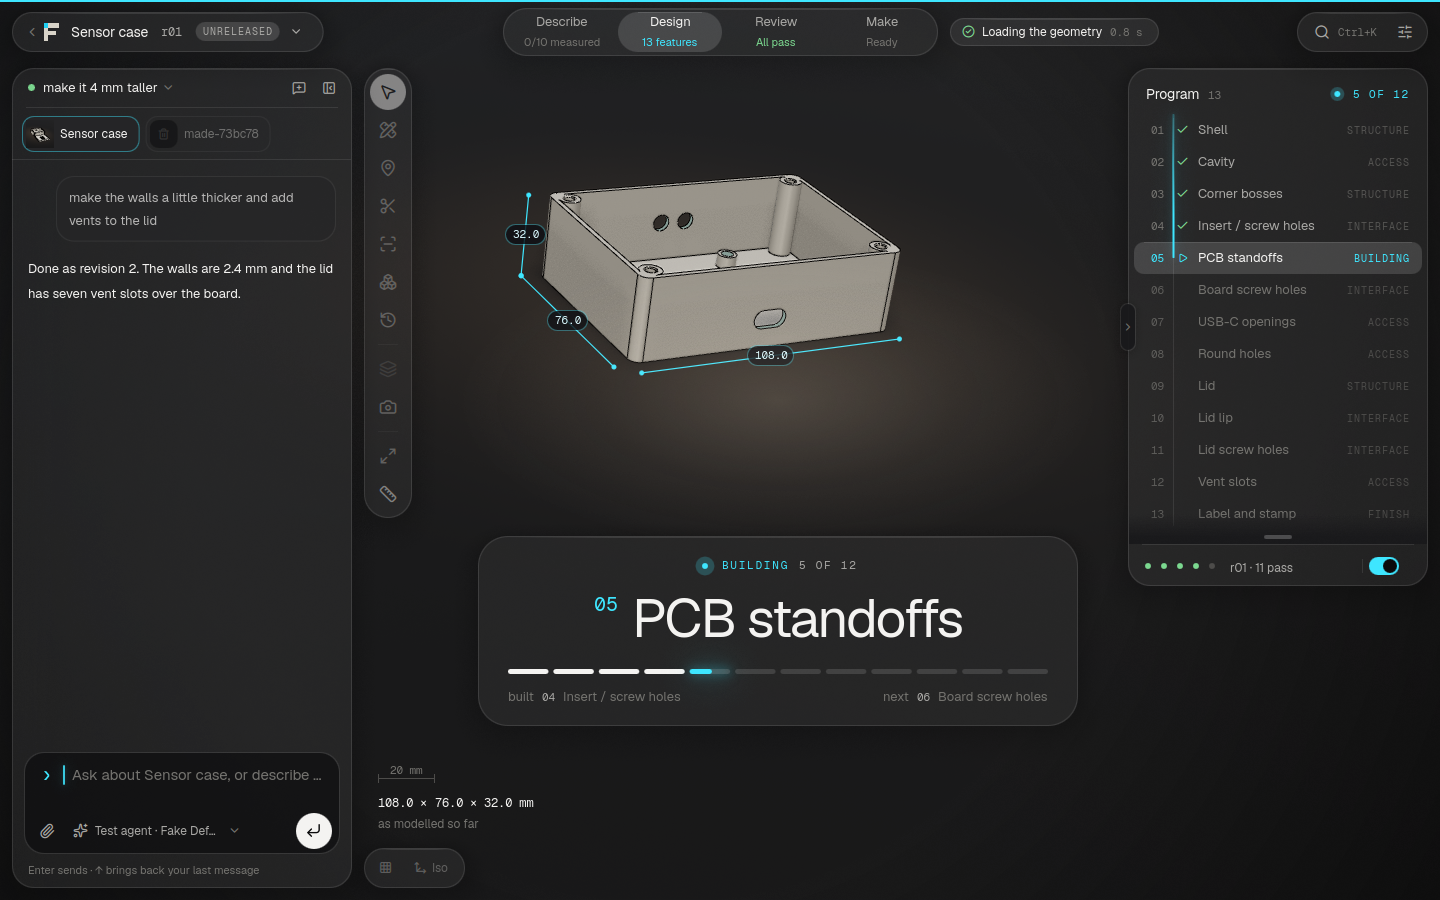 Sensor case r01 UNRELEASED
Describe
0/10 measured
Design
13 features
Review
All pass
Make
Ready
Loading the geometry 0.8 s
Ctrl+K
make it 4 mm taller
Sensor case
made-73bc78
make the walls a little thicker and add
vents to the lid
Done as revision 2. The walls are 2.4 mm and the lid
has seven vent slots over the board.
Ask about Sensor case, or describe …
Test agent · Fake Def…
Enter sends · ↑ brings back your last message
32.0
76.0
108.0
BUILDING 5 OF 12
05 PCB standoffs
built 04 Insert / screw holes
next 06 Board screw holes
20 mm
108.0 × 76.0 × 32.0 mm
as modelled so far
Iso
Program 13
5 OF 12
01 Shell STRUCTURE
02 Cavity ACCESS
03 Corner bosses STRUCTURE
04 Insert / screw holes INTERFACE
05 PCB standoffs BUILDING
06 Board screw holes INTERFACE
07 USB-C openings ACCESS
08 Round holes ACCESS
09 Lid STRUCTURE
10 Lid lip INTERFACE
11 Lid screw holes INTERFACE
12 Vent slots ACCESS
13 Label and stamp FINISH
r01 · 11 pass